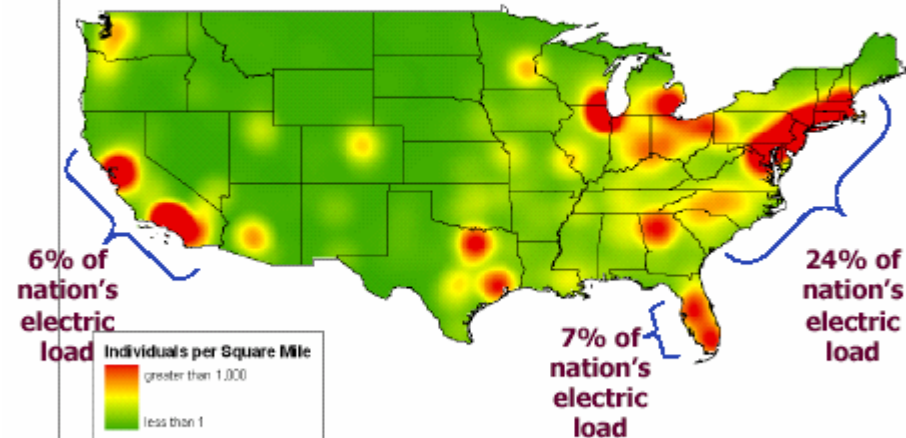 6% of
nation's
electric
load
Individuals per Square Mile
greater than 1,000
less than 1
7% of
nation's
electric
load
24% of
nation's
electric
load